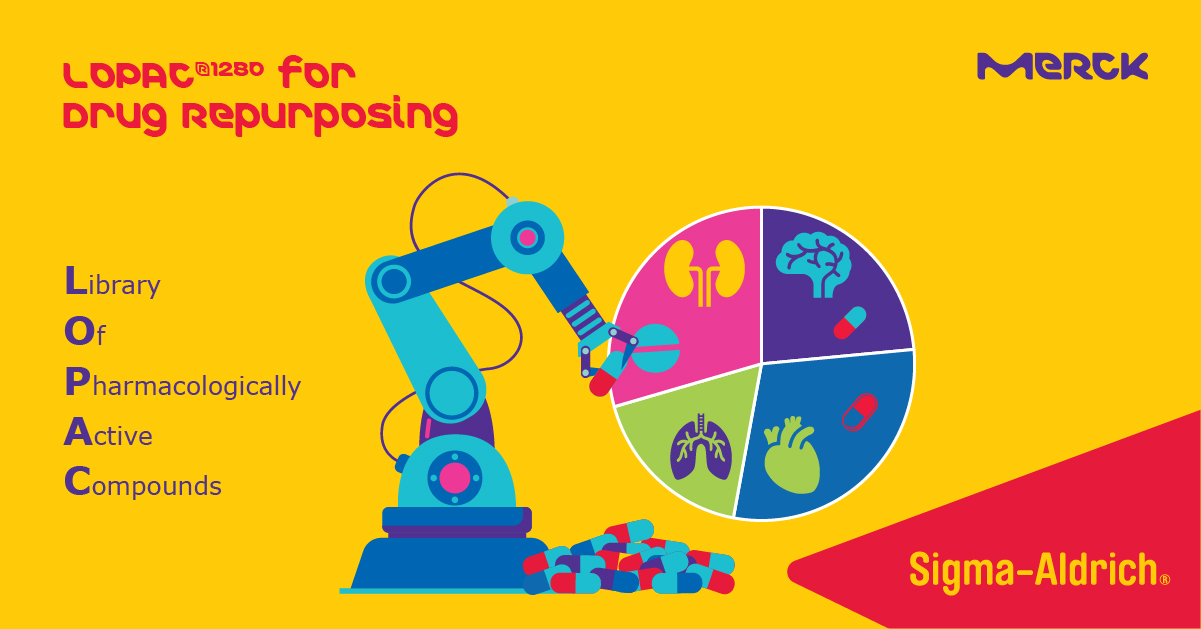 LOPAC®1280 for
Drug Repurposing
MERCK
Library
Of
Pharmacologically
Active
Compounds
Sigma-Aldrich®